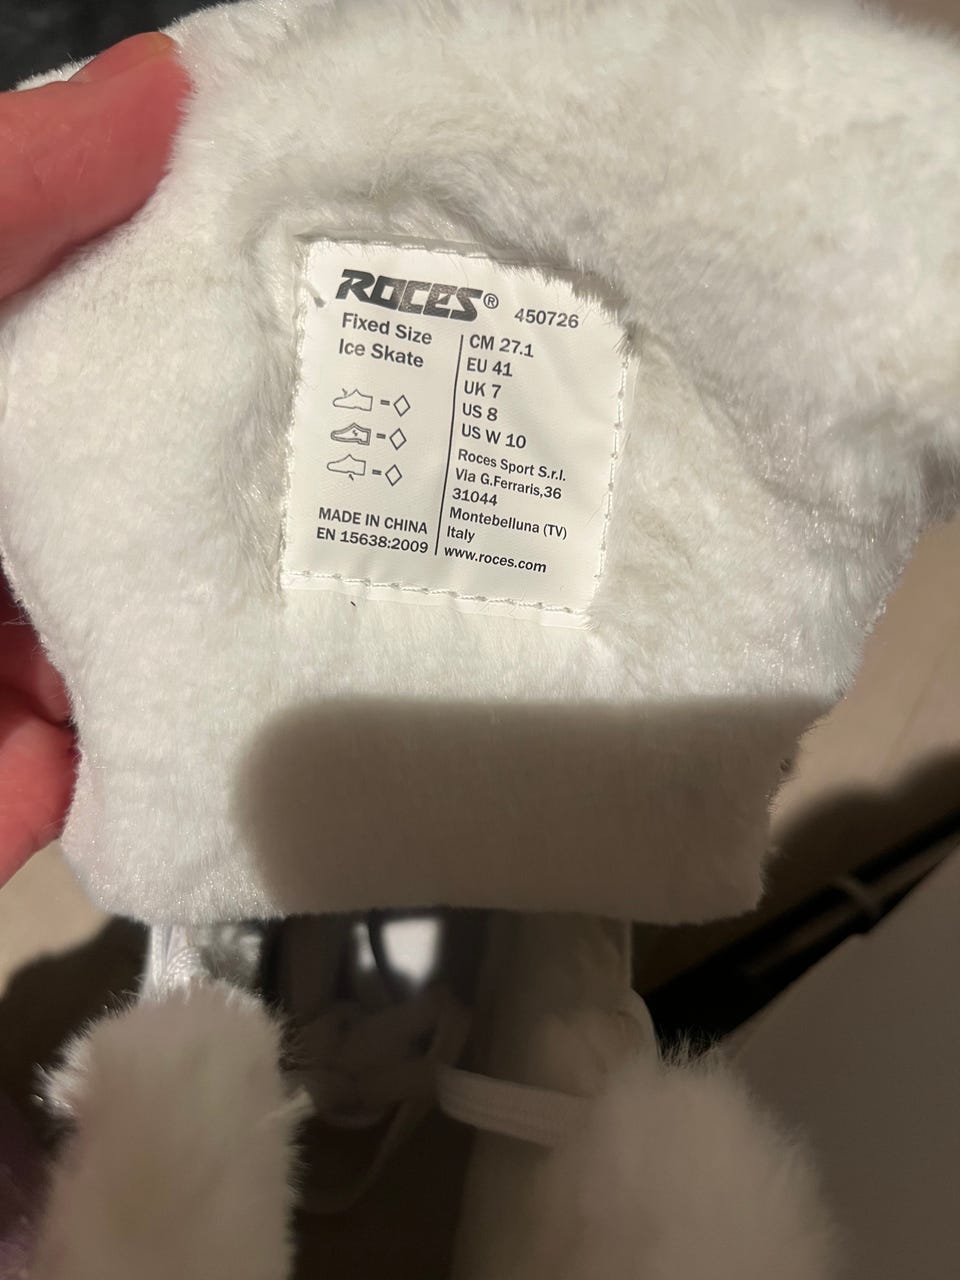 ROCES® 450726
Fixed Size
Ice Skate
MADE IN CHINA
EN 15638:2009
CM 27.1
EU 41
UK 7
US 8
US W 10
Roces Sport S.r.l.
Via G.Ferraris,36
31044
Montebelluna (TV)
Italy
www.roces.com